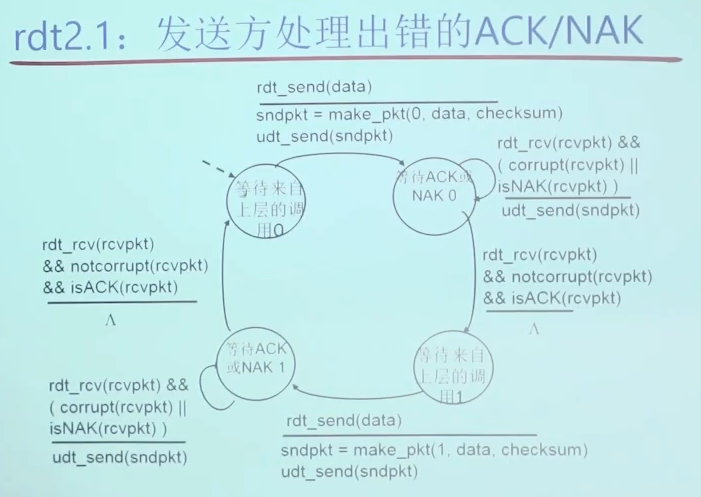 rdt2.1: 发送方处理出错的ACK/NAK
rdt_send(data)
sndpkt = make_pkt(0, data, checksum)
udt_send(sndpkt)
等待来自
上层的调
用0
等待ACK或
NAK 0
rdt_rcv(rcvpkt) &&
( corrupt(rcvpkt) ||
isNAK(rcvpkt) )
udt_send(sndpkt)
rdt_rcv(rcvpkt)
&& notcorrupt(rcvpkt)
&& isACK(rcvpkt)
Λ
rdt_rcv(rcvpkt)
&& notcorrupt(rcvpkt)
&& isACK(rcvpkt)
Λ
等待ACK
或NAK 1
等待来自
上层的调
用1
rdt_rcv(rcvpkt) &&
( corrupt(rcvpkt) ||
isNAK(rcvpkt) )
udt_send(sndpkt)
rdt_send(data)
sndpkt = make_pkt(1, data, checksum)
udt_send(sndpkt)